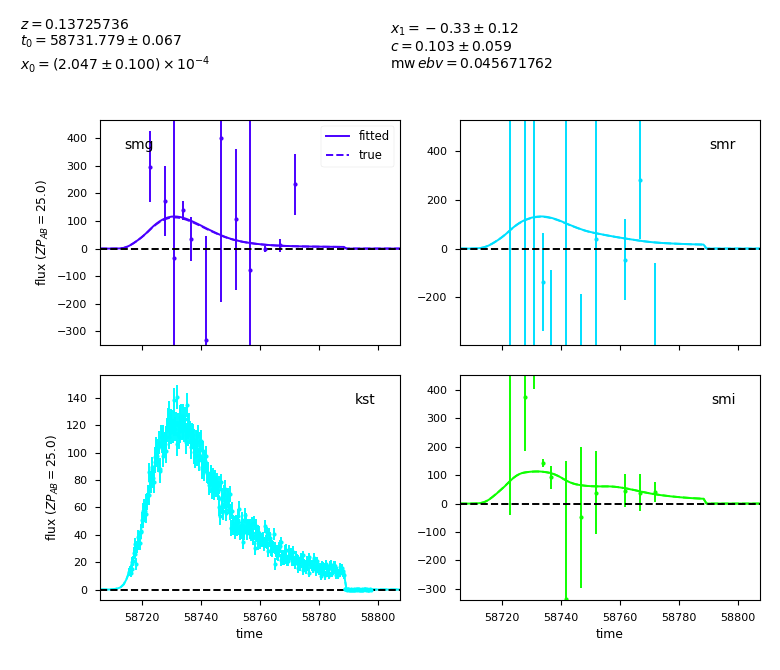 z = 0.13725736
t0 = 58731.779 ± 0.067
x0 = (2.047 ± 0.100) × 10^−4
x1 = −0.33 ± 0.12
c = 0.103 ± 0.059
mw ebv = 0.045671762
smg
fitted
true
400
300
200
100
0
−100
−200
−300
flux (ZP_AB = 25.0)
smr
400
200
0
−200
kst
140
120
100
80
60
40
20
0
flux (ZP_AB = 25.0)
58720 58740 58760 58780 58800
time
smi
400
300
200
100
0
−100
−200
−300
58720 58740 58760 58780 58800
time